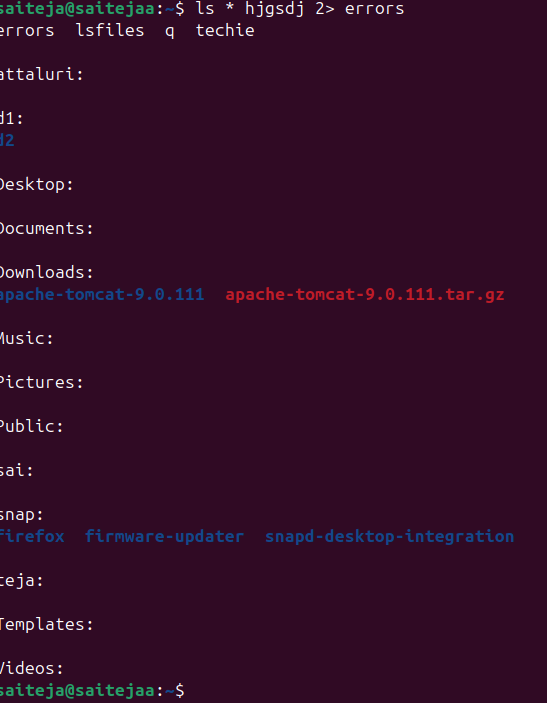 saiteja@saitejaa:~$ ls * hjgsdj 2> errors
errors  lsfiles  q  techie
attaluri:
d1:
d2
Desktop:
Documents:
Downloads:
apache-tomcat-9.0.111  apache-tomcat-9.0.111.tar.gz
Music:
Pictures:
Public:
sai:
snap:
firefox  firmware-updater  snapd-desktop-integration
teja:
Templates:
Videos:
saiteja@saitejaa:~$